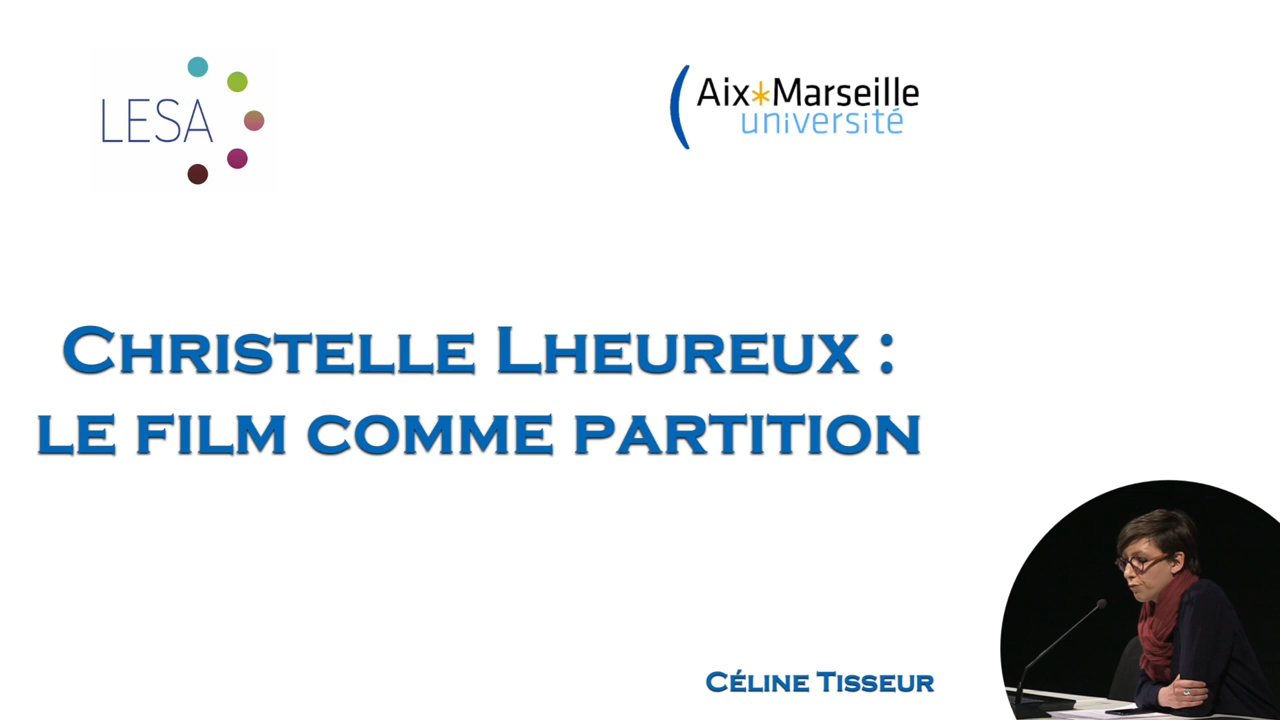 LESA
Aix*Marseille
université
Christelle Lheureux :
le film comme partition
Céline Tisseur